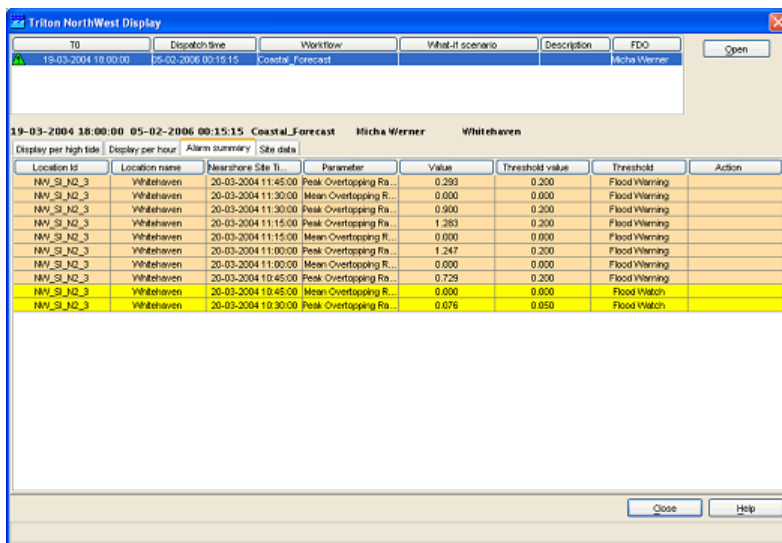 Triton NorthWest Display
T0 Dispatch time Workflow What-if scenario Description FDO
19-03-2004 18:00:00 05-02-2006 00:15:15 Coastal_Forecast Micha Werner
Open
19-03-2004 18:00:00 05-02-2006 00:15:15 Coastal_Forecast Micha Werner Whitehaven
Display per high tide Display per hour Alarm summary Site data
Location Id Location name Nearshore Site Ti... Parameter Value Threshold value Threshold Action
NW_SI_N2_3 Whitehaven 20-03-2004 11:45:00 Peak Overtopping Ra... 0.293 0.200 Flood Warning
NW_SI_N2_3 Whitehaven 20-03-2004 11:30:00 Mean Overtopping R... 0.000 0.000 Flood Warning
NW_SI_N2_3 Whitehaven 20-03-2004 11:30:00 Peak Overtopping Ra... 0.900 0.200 Flood Warning
NW_SI_N2_3 Whitehaven 20-03-2004 11:15:00 Peak Overtopping Ra... 1.263 0.200 Flood Warning
NW_SI_N2_3 Whitehaven 20-03-2004 11:15:00 Mean Overtopping R... 0.000 0.000 Flood Warning
NW_SI_N2_3 Whitehaven 20-03-2004 11:00:00 Peak Overtopping Ra... 1.247 0.200 Flood Warning
NW_SI_N2_3 Whitehaven 20-03-2004 11:00:00 Mean Overtopping R... 0.000 0.000 Flood Warning
NW_SI_N2_3 Whitehaven 20-03-2004 10:45:00 Peak Overtopping Ra... 0.729 0.200 Flood Warning
NW_SI_N2_3 Whitehaven 20-03-2004 10:45:00 Mean Overtopping R... 0.000 0.000 Flood Watch
NW_SI_N2_3 Whitehaven 20-03-2004 10:30:00 Peak Overtopping Ra... 0.076 0.050 Flood Watch
Close Help